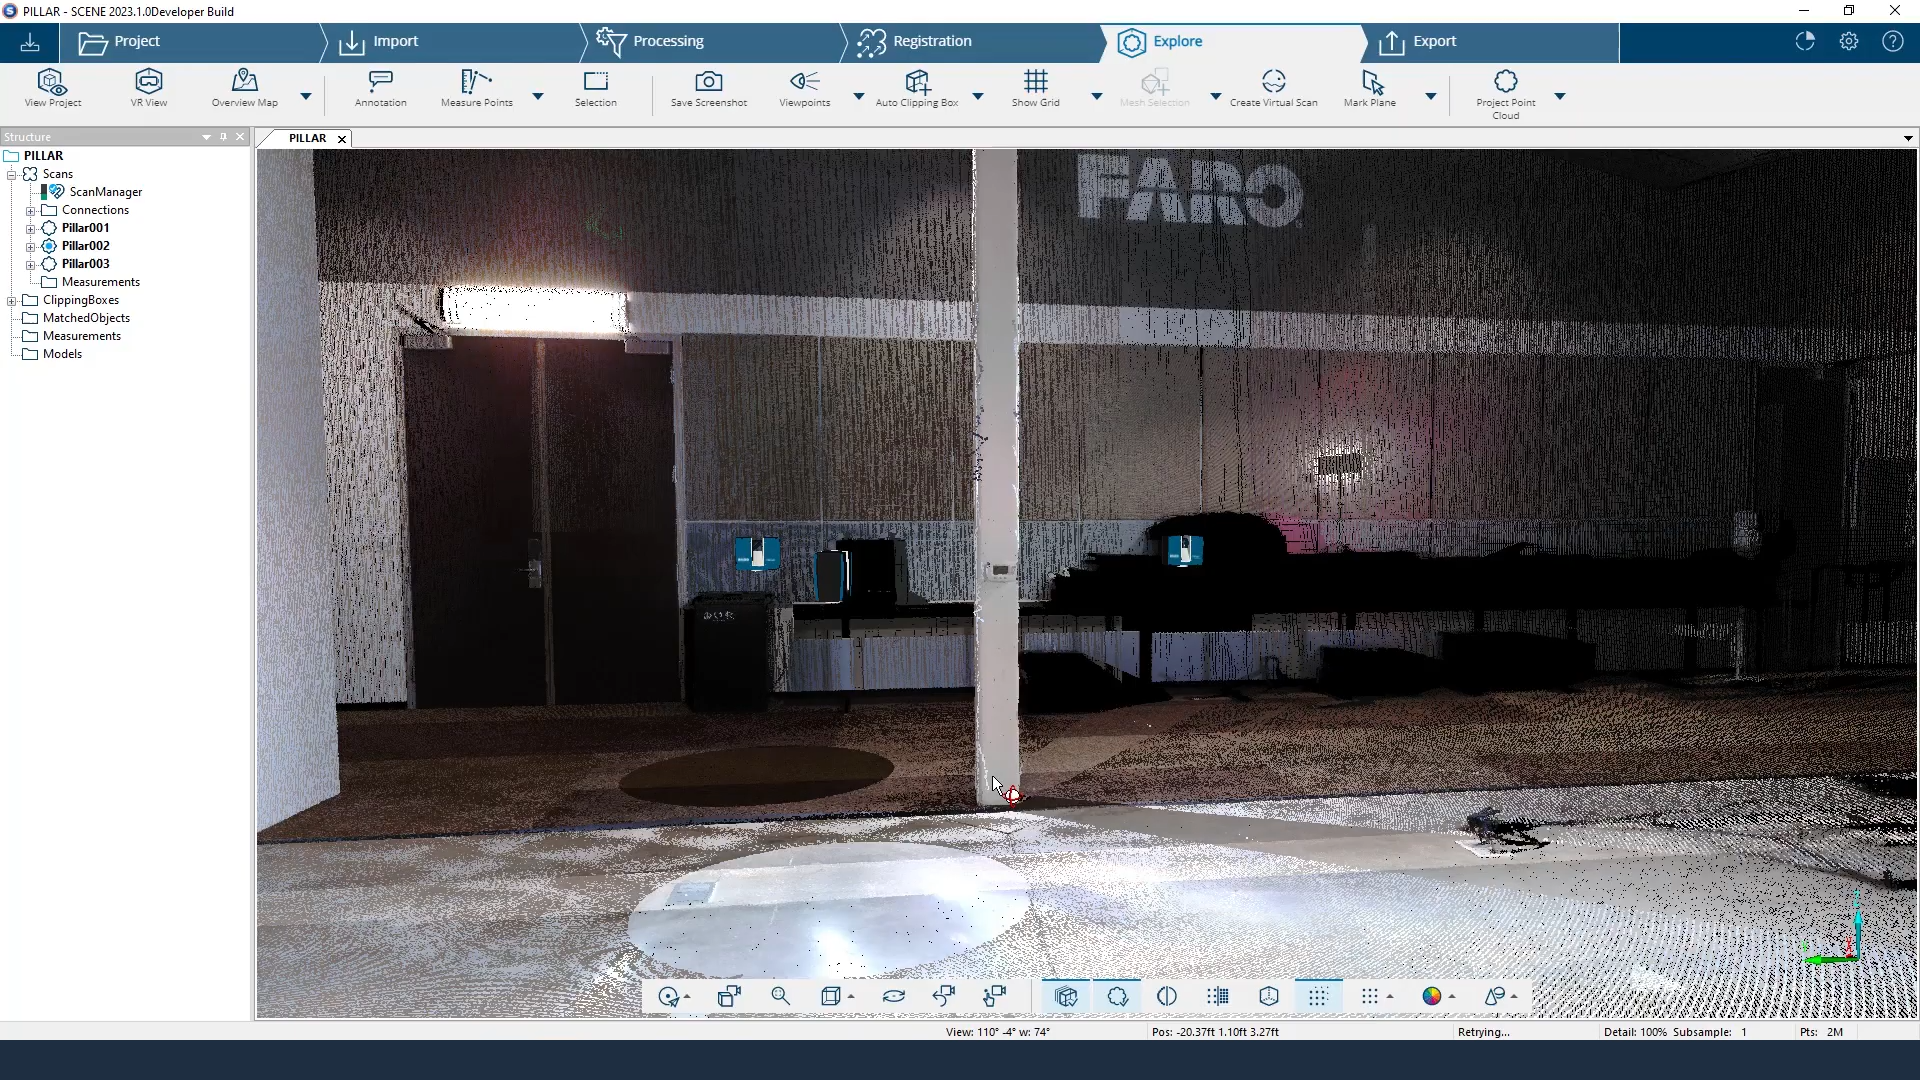 PILLAR - SCENE 2023.1.0Developer Build
Project
Import
Processing
Registration
Explore
Export
View Project
VR View
Overview Map
Annotation
Measure Points
Selection
Save Screenshot
Viewpoints
Auto Clipping Box
Show Grid
Mesh Selection
Create Virtual Scan
Mark Plane
Project Point
Cloud
Structure
PILLAR
PILLAR
Scans
ScanManager
Connections
Pillar001
Pillar002
Pillar003
Measurements
ClippingBoxes
MatchedObjects
Measurements
Models
FARO
View: 110° -4° w: 74°
Pos: -20.37ft 1.10ft 3.27ft
Retrying...
Detail: 100%
Subsample: 1
Pts: 2M